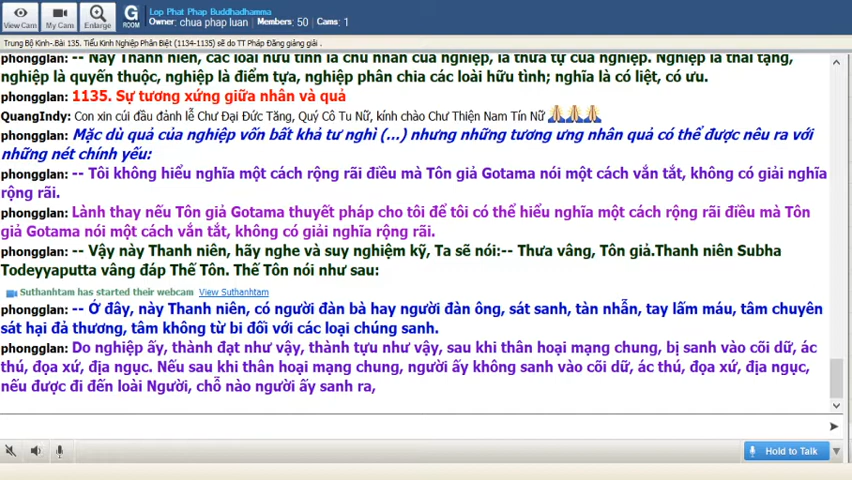 Lop Phat Phap Buddhadhamma
Owner: chua phap luan Members: 50 Cams: 1
View Cam
My Cam
Enlarge
G
ROOM
Trung Bộ Kinh-.Bài 135. Tiểu Kinh Nghiệp Phân Biệt (1134-1135) sẽ do TT Pháp Đăng giảng giải .
phongglan: -- Này Thanh niên, các loài hữu tình là chủ nhân của nghiệp, là thừa tự của nghiệp. Nghiệp là thai tạng,
nghiệp là quyến thuộc, nghiệp là điểm tựa, nghiệp phân chia các loài hữu tình; nghĩa là có liệt, có ưu.
phongglan: 1135. Sự tương xứng giữa nhân và quả
QuangIndy: Con xin cúi đầu đảnh lễ Chư Đại Đức Tăng, Quý Cô Tu Nữ, kính chào Chư Thiện Nam Tín Nữ 🙏🙏🙏
phongglan: Mặc dù quả của nghiệp vốn bất khả tư nghì (...) nhưng những tương ưng nhân quả có thể được nêu ra với
những nét chính yếu:
phongglan: -- Tôi không hiểu nghĩa một cách rộng rãi điều mà Tôn giả Gotama nói một cách vắn tắt, không có giải nghĩa
rộng rãi.
phongglan: Lành thay nếu Tôn giả Gotama thuyết pháp cho tôi để tôi có thể hiểu nghĩa một cách rộng rãi điều mà Tôn
giả Gotama nói một cách vắn tắt, không có giải nghĩa rộng rãi.
phongglan: -- Vậy này Thanh niên, hãy nghe và suy nghiệm kỹ, Ta sẽ nói:-- Thưa vâng, Tôn giả.Thanh niên Subha
Todeyyaputta vâng đáp Thế Tôn. Thế Tôn nói như sau:
Suthanhtam has started their webcam View Suthanhtam
phongglan: -- Ở đây, này Thanh niên, có người đàn bà hay người đàn ông, sát sanh, tàn nhẫn, tay lấm máu, tâm chuyên
sát hại đả thương, tâm không từ bi đối với các loại chúng sanh.
phongglan: Do nghiệp ấy, thành đạt như vậy, thành tựu như vậy, sau khi thân hoại mạng chung, bị sanh vào cõi dữ, ác
thú, đọa xứ, địa ngục. Nếu sau khi thân hoại mạng chung, người ấy không sanh vào cõi dữ, ác thú, đọa xứ, địa ngục,
nếu được đi đến loài Người, chỗ nào người ấy sanh ra,
Hold to Talk